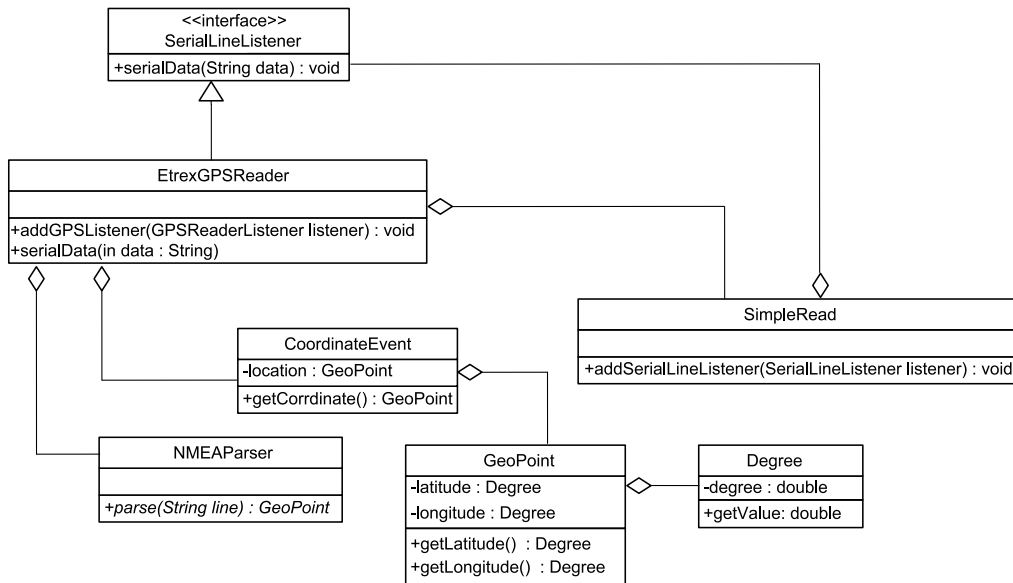 <<interface>>
SerialLineListener
+serialData(String data) : void
EtrexGPSReader
+addGPSListener(GPSReaderListener listener) : void
+serialData(in data : String)
SimpleRead
+addSerialLineListener(SerialLineListener listener) : void
CoordinateEvent
-location : GeoPoint
+getCorrdinate() : GeoPoint
NMEAParser
+parse(String line) : GeoPoint
GeoPoint
-latitude : Degree
-longitude : Degree
+getLatitude() : Degree
+getLongitude() : Degree
Degree
-degree : double
+getValue: double